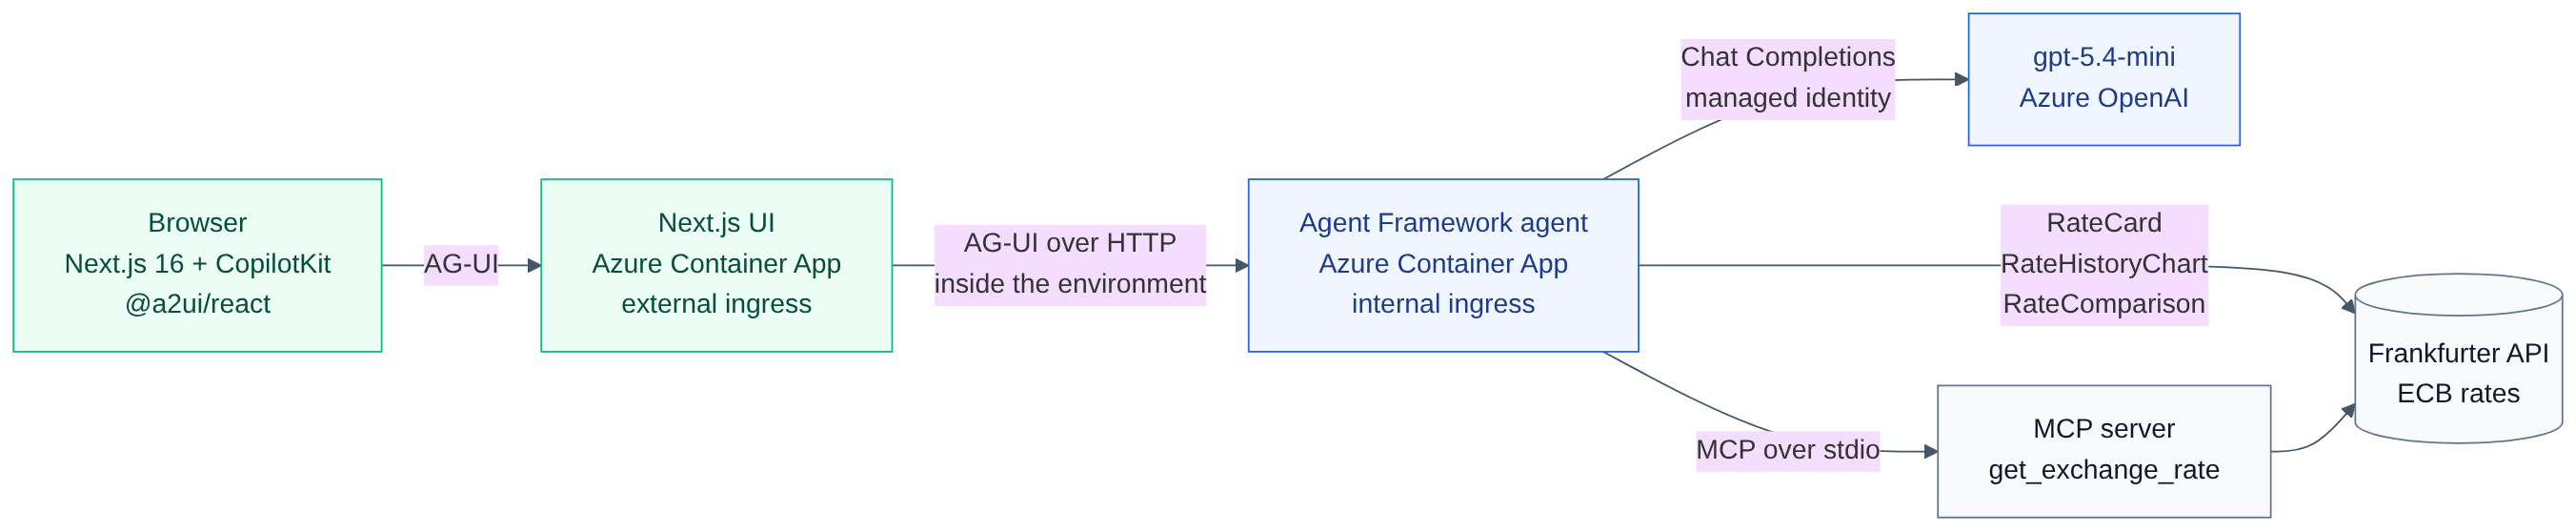 Browser
Next.js 16 + CopilotKit
@a2ui/react
AG-UI
Next.js UI
Azure Container App
external ingress
AG-UI over HTTP
inside the environment
Agent Framework agent
Azure Container App
internal ingress
Chat Completions
managed identity
gpt-5.4-mini
Azure OpenAI
RateCard
RateHistoryChart
RateComparison
MCP over stdio
MCP server
get_exchange_rate
Frankfurter API
ECB rates